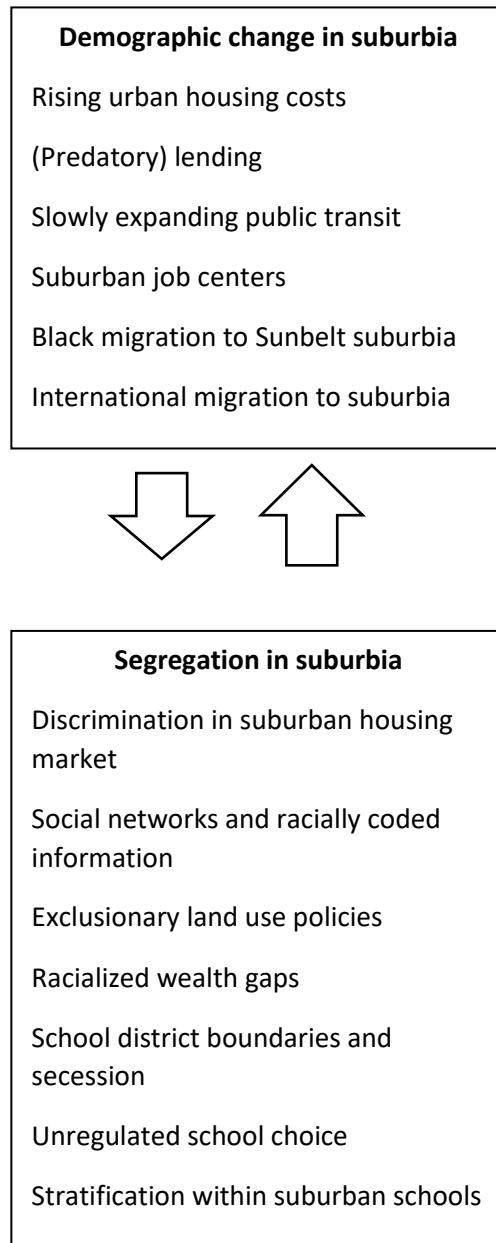 Demographic change in suburbia
Rising urban housing costs
(Predatory) lending
Slowly expanding public transit
Suburban job centers
Black migration to Sunbelt suburbia
International migration to suburbia
Segregation in suburbia
Discrimination in suburban housing
market
Social networks and racially coded
information
Exclusionary land use policies
Racialized wealth gaps
School district boundaries and
secession
Unregulated school choice
Stratification within suburban schools